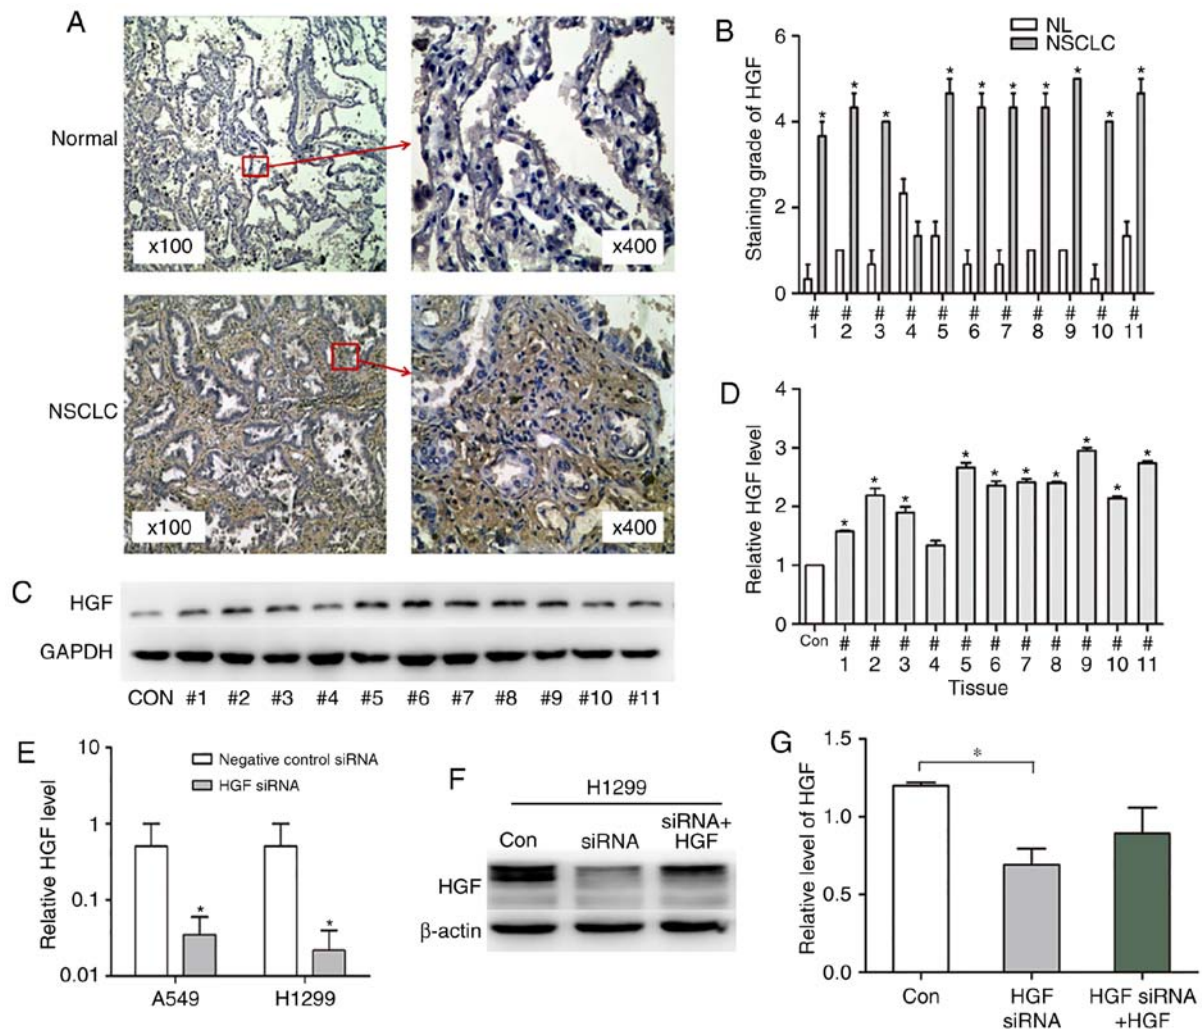 A
Normal
x100
x400
NSCLC
x100
x400
B
NL
NSCLC
Staining grade of HGF
6
4
2
0
* * * * * * * * * *
# # # # # # # # # # #
1 2 3 4 5 6 7 8 9 10 11
C
HGF
GAPDH
CON #1 #2 #3 #4 #5 #6 #7 #8 #9 #10 #11
D
Relative HGF level
4
3
2
1
0
* * * * * * * * * *
Con # # # # # # # # # # #
1 2 3 4 5 6 7 8 9 10 11
Tissue
E
Relative HGF level
10
1
0.1
0.01
Negative control siRNA
HGF siRNA
* *
A549 H1299
F
H1299
Con siRNA siRNA+
HGF
HGF
β-actin
G
Relative level of HGF
1.5
1.0
0.5
0.0
*
Con HGF siRNA HGF siRNA
+HGF